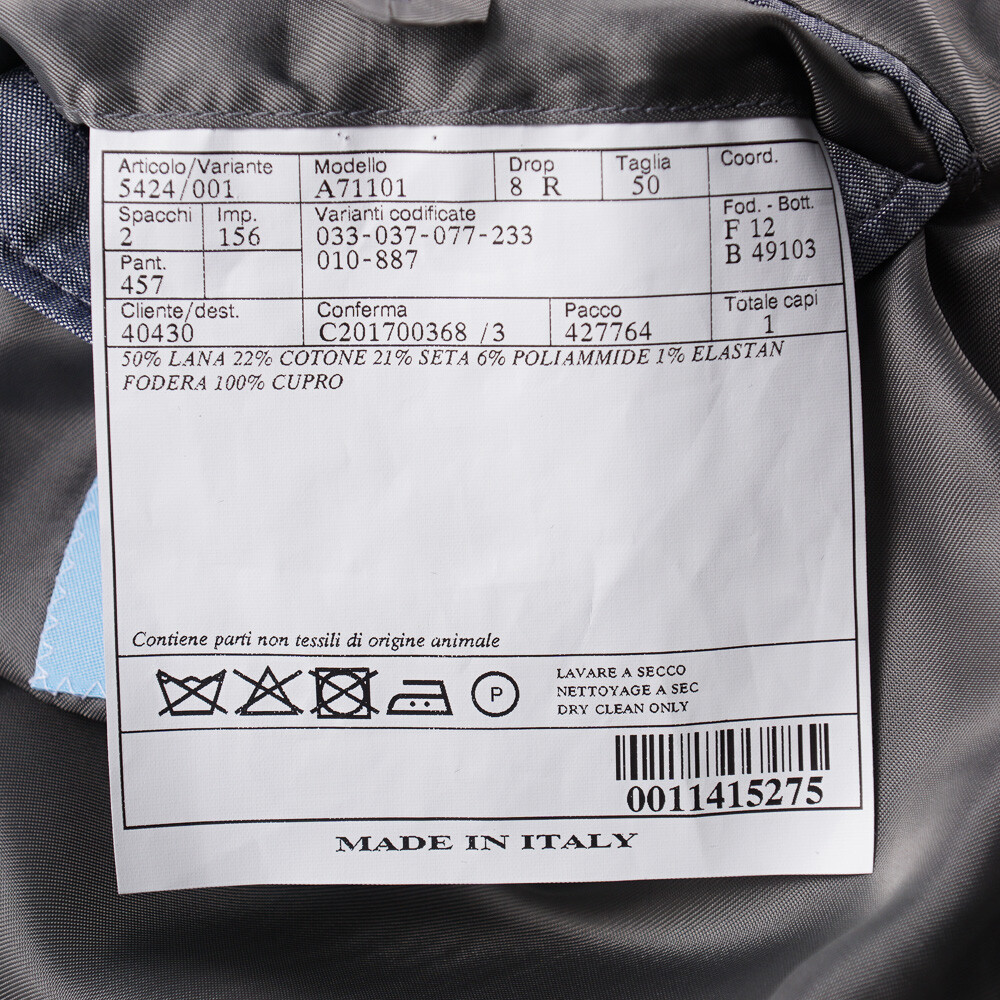 Articolo/Variante Modello Drop Taglia Coord.
5424/001 A71101 8 R 50
Spacchi Imp. Varianti codificate Fod. - Bott.
2 156 033-037-077-233 F 12
Pant. 010-887 B 49103
457
Cliente/dest. Conferma Pacco Totale capi
40430 C201700368 /3 427764 1
50% LANA 22% COTONE 21% SETA 6% POLIAMMIDE 1% ELASTAN
FODERA 100% CUPRO
Contiene parti non tessili di origine animale
P
LAVARE A SECCO
NETTOYAGE A SEC
DRY CLEAN ONLY
0011415275
MADE IN ITALY